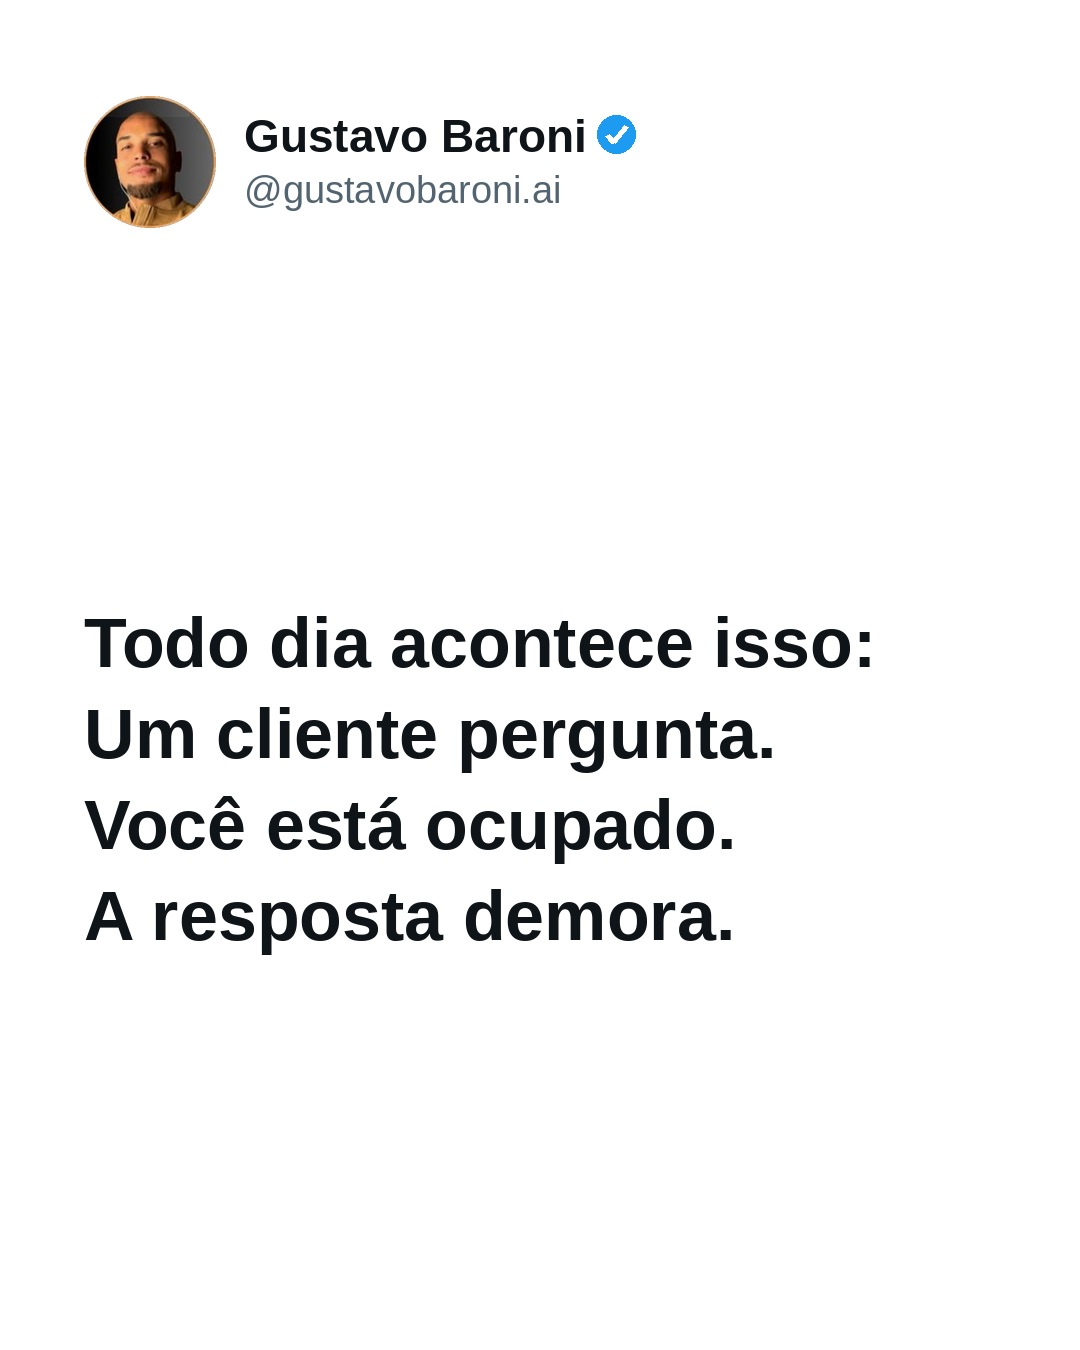 Gustavo Baroni
@gustavobaroni.ai
Todo dia acontece isso:
Um cliente pergunta.
Você está ocupado.
A resposta demora.